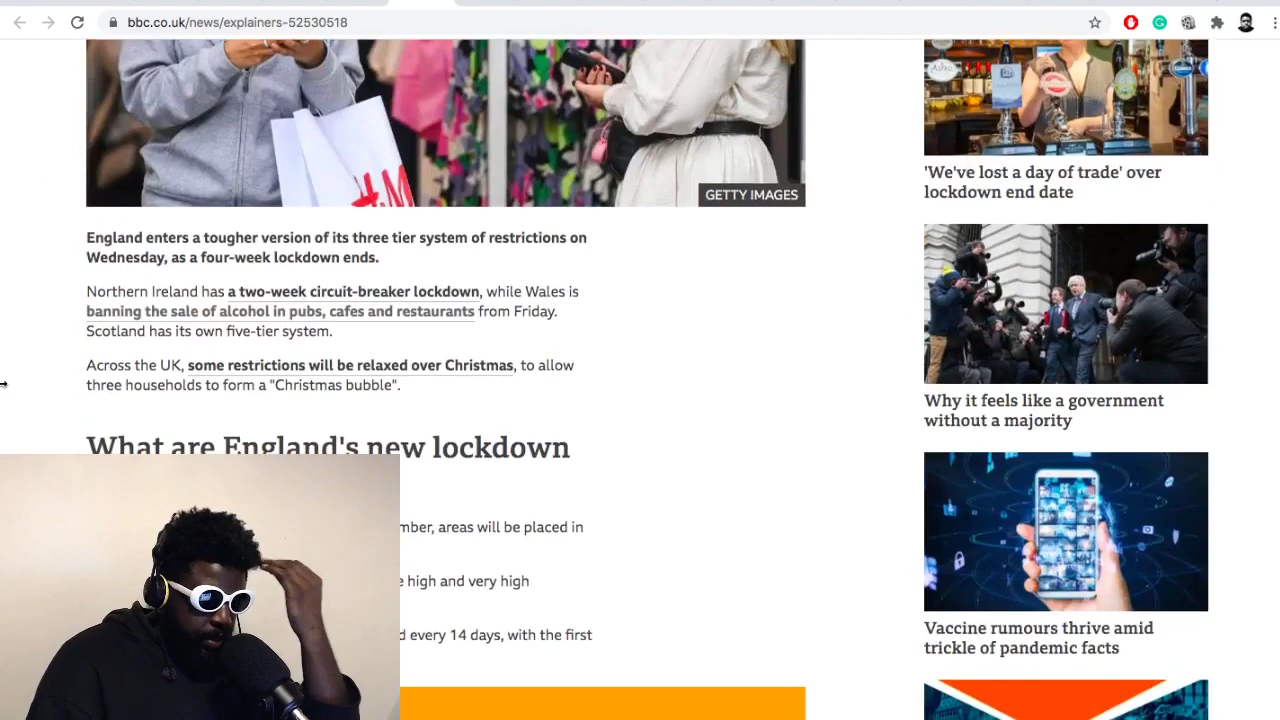 bbc.co.uk/news/explainers-52530518
GETTY IMAGES
England enters a tougher version of its three tier system of restrictions on
Wednesday, as a four-week lockdown ends.
Northern Ireland has a two-week circuit-breaker lockdown, while Wales is
banning the sale of alcohol in pubs, cafes and restaurants from Friday.
Scotland has its own five-tier system.
Across the UK, some restrictions will be relaxed over Christmas, to allow
three households to form a "Christmas bubble".
What are England's new lockdown
mber, areas will be placed in
e high and very high
d every 14 days, with the first
'We've lost a day of trade' over
lockdown end date
Why it feels like a government
without a majority
Vaccine rumours thrive amid
trickle of pandemic facts